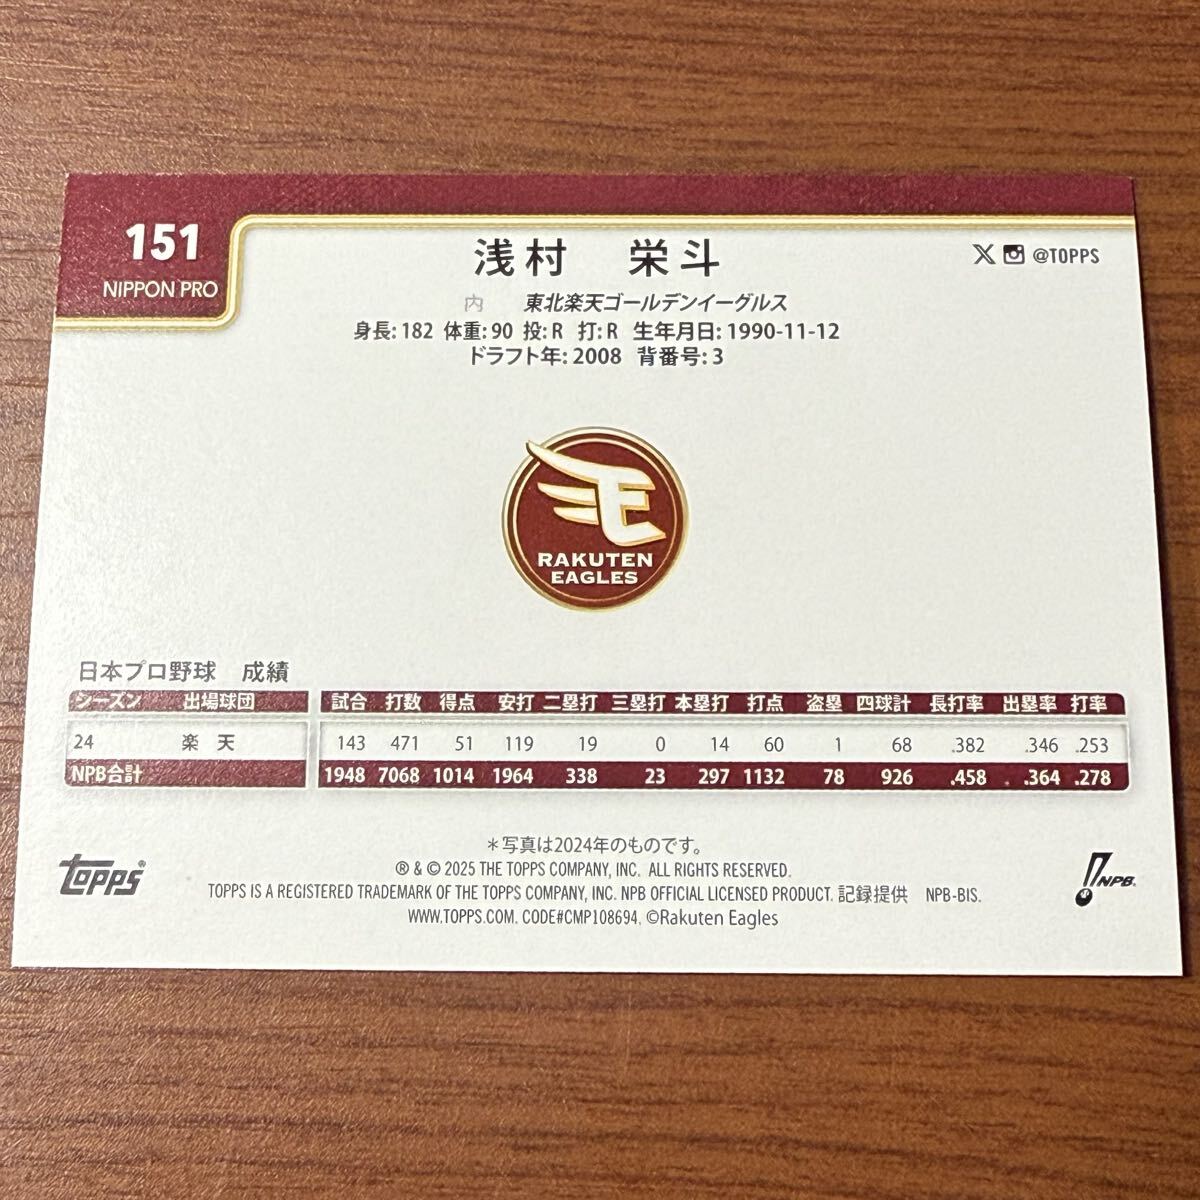 151
NIPPON PRO
浅村 栄斗
@TOPPS
内 東北楽天ゴールデンイーグルス
身長: 182 体重: 90 投: R 打: R 生年月日: 1990-11-12
ドラフト年: 2008 背番号: 3
RAKUTEN
EAGLES
日本プロ野球 成績
シーズン 出場球団 試合 打数 得点 安打 二塁打 三塁打 本塁打 打点 盗塁 四球計 長打率 出塁率 打率
24 楽 天 143 471 51 119 19 0 14 60 1 68 .382 .346 .253
NPB合計 1948 7068 1014 1964 338 23 297 1132 78 926 .458 .364 .278
＊写真は2024年のものです。
® & © 2025 THE TOPPS COMPANY, INC. ALL RIGHTS RESERVED.
TOPPS IS A REGISTERED TRADEMARK OF THE TOPPS COMPANY, INC. NPB OFFICIAL LICENSED PRODUCT. 記録提供 NPB-BIS.
WWW.TOPPS.COM. CODE#CMP108694. ©Rakuten Eagles
TOPPS®
NPB®